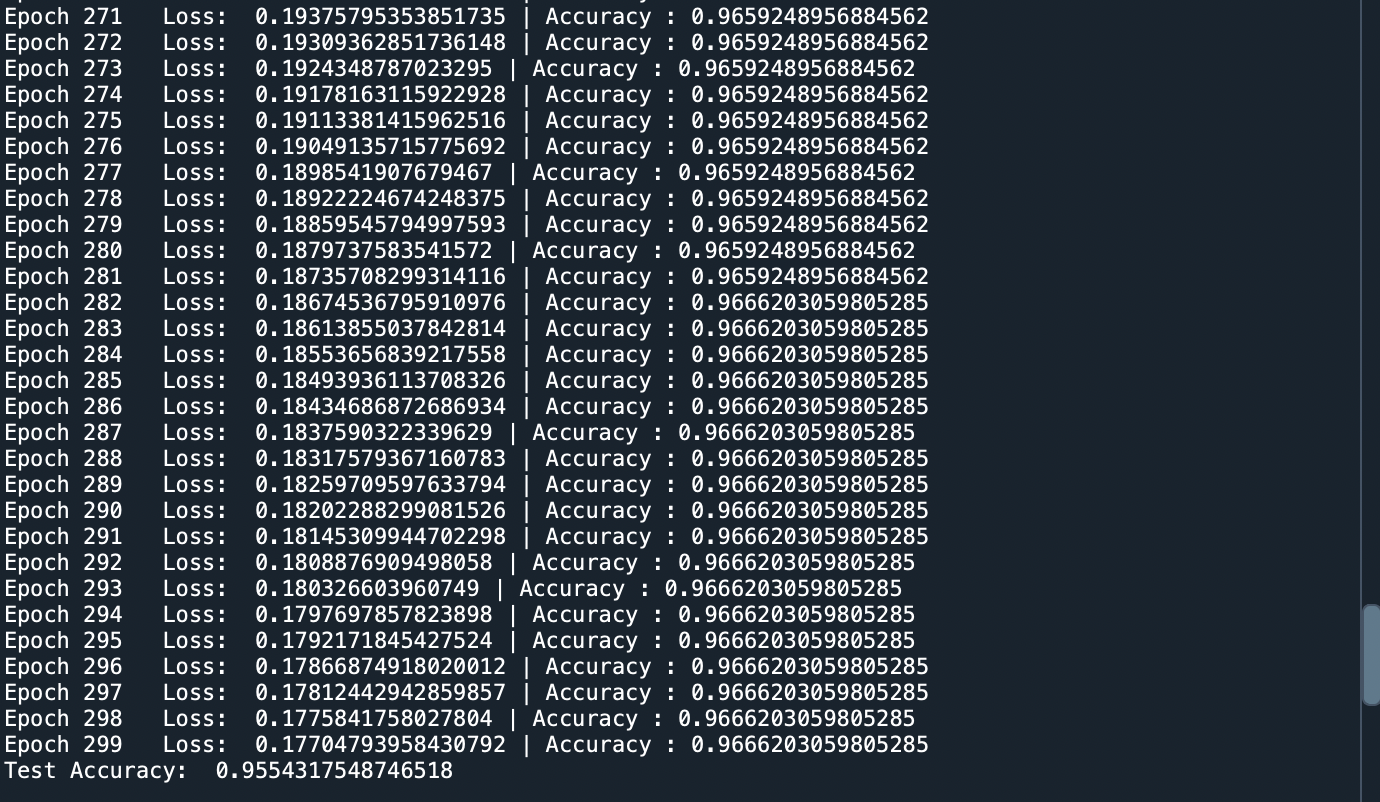 Epoch 271   Loss:  0.19375795353851735 | Accuracy : 0.9659248956884562
Epoch 272   Loss:  0.19309362851736148 | Accuracy : 0.9659248956884562
Epoch 273   Loss:  0.1924348787023295 | Accuracy : 0.9659248956884562
Epoch 274   Loss:  0.19178163115922928 | Accuracy : 0.9659248956884562
Epoch 275   Loss:  0.19113381415962516 | Accuracy : 0.9659248956884562
Epoch 276   Loss:  0.19049135715775692 | Accuracy : 0.9659248956884562
Epoch 277   Loss:  0.1898541907679467 | Accuracy : 0.9659248956884562
Epoch 278   Loss:  0.18922224674248375 | Accuracy : 0.9659248956884562
Epoch 279   Loss:  0.18859545794997593 | Accuracy : 0.9659248956884562
Epoch 280   Loss:  0.1879737583541572 | Accuracy : 0.9659248956884562
Epoch 281   Loss:  0.18735708299314116 | Accuracy : 0.9659248956884562
Epoch 282   Loss:  0.18674536795910976 | Accuracy : 0.9666203059805285
Epoch 283   Loss:  0.18613855037842814 | Accuracy : 0.9666203059805285
Epoch 284   Loss:  0.18553656839217558 | Accuracy : 0.9666203059805285
Epoch 285   Loss:  0.18493936113708326 | Accuracy : 0.9666203059805285
Epoch 286   Loss:  0.18434686872686934 | Accuracy : 0.9666203059805285
Epoch 287   Loss:  0.1837590322339629 | Accuracy : 0.9666203059805285
Epoch 288   Loss:  0.18317579367160783 | Accuracy : 0.9666203059805285
Epoch 289   Loss:  0.18259709597633794 | Accuracy : 0.9666203059805285
Epoch 290   Loss:  0.18202288299081526 | Accuracy : 0.9666203059805285
Epoch 291   Loss:  0.18145309944702298 | Accuracy : 0.9666203059805285
Epoch 292   Loss:  0.1808876909498058 | Accuracy : 0.9666203059805285
Epoch 293   Loss:  0.180326603960749 | Accuracy : 0.9666203059805285
Epoch 294   Loss:  0.1797697857823898 | Accuracy : 0.9666203059805285
Epoch 295   Loss:  0.1792171845427524 | Accuracy : 0.9666203059805285
Epoch 296   Loss:  0.17866874918020012 | Accuracy : 0.9666203059805285
Epoch 297   Loss:  0.17812442942859857 | Accuracy : 0.9666203059805285
Epoch 298   Loss:  0.1775841758027804 | Accuracy : 0.9666203059805285
Epoch 299   Loss:  0.17704793958430792 | Accuracy : 0.9666203059805285
Test Accuracy:  0.9554317548746518